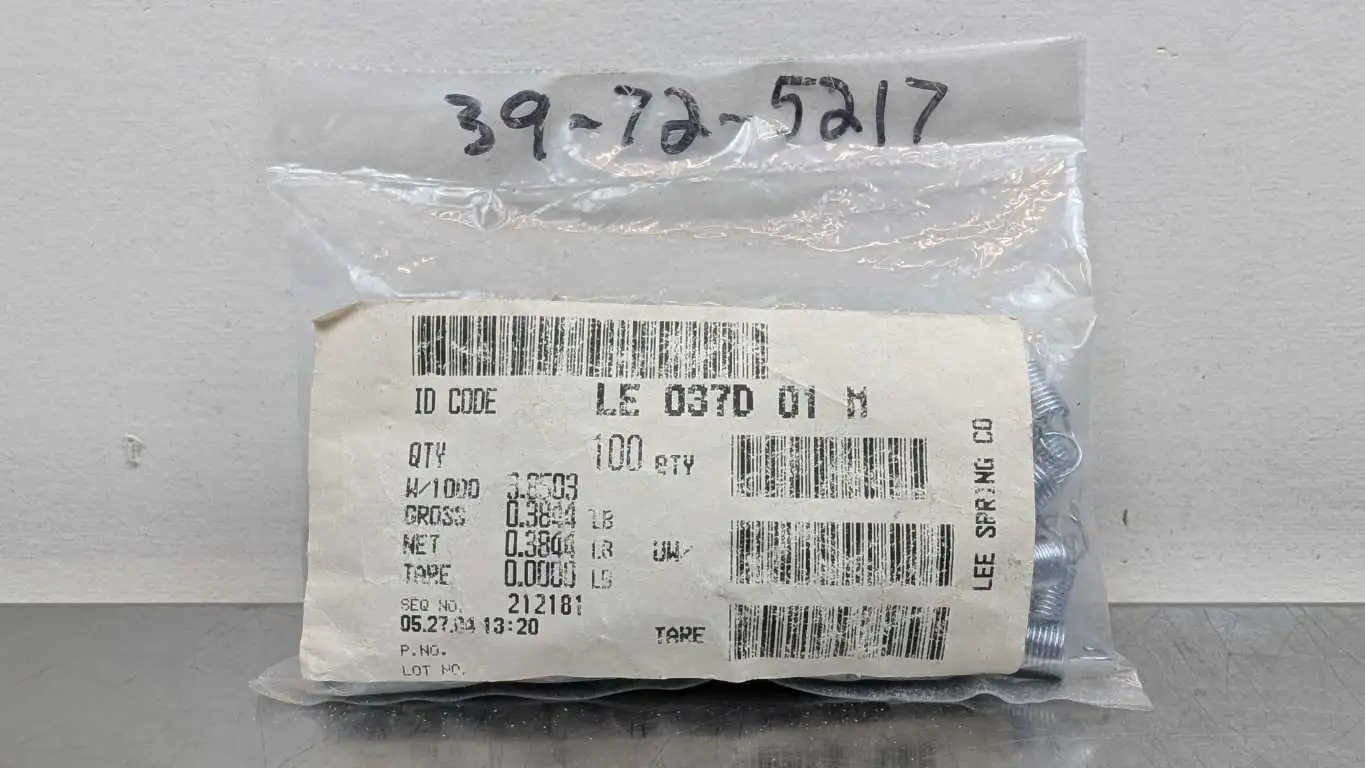 39-72-5217
ID CODE LE 037D 01 M
QTY 100 QTY
W/1000 3.8503
GROSS 0.3844 LB
NET 0.3844 LB UW/
TARE 0.0000 LB
SEQ NO. 212181
05.27.04 13:20 TARE
P.NO.
LOT NO.
LEE SPRING CO